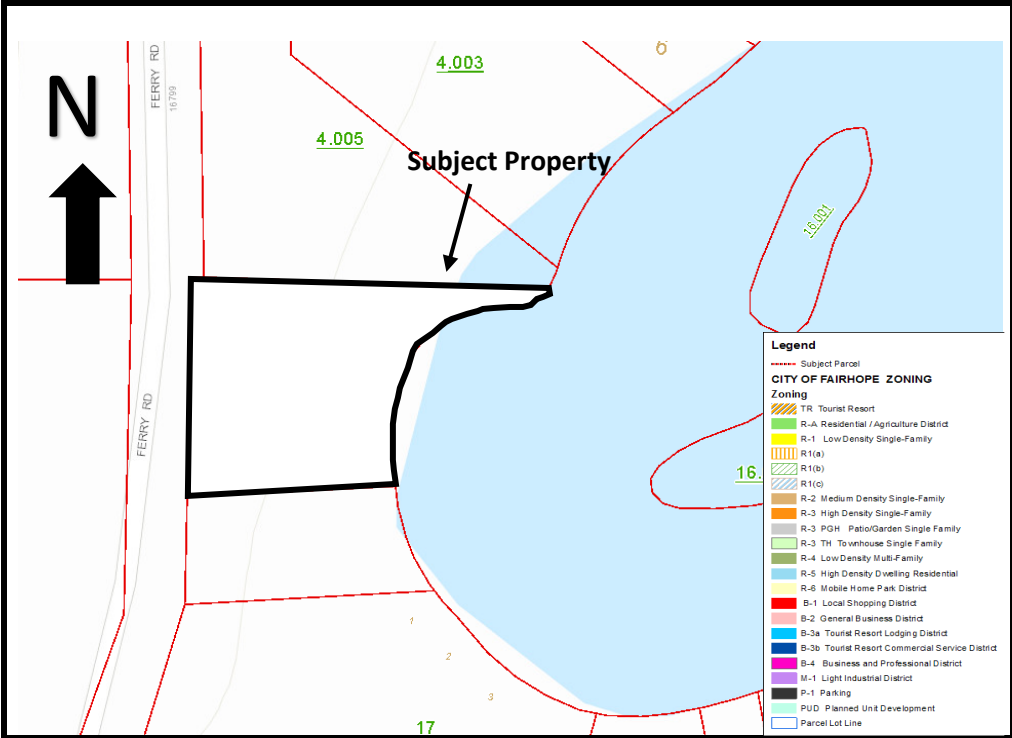 N
FERRY RD
16799
4.003
6
4.005
Subject Property
16.001
FERRY RD
16.
1
2
3
17
Legend
Subject Parcel
CITY OF FAIRHOPE ZONING
Zoning
TR Tourist Resort
R-A Residential / Agriculture District
R-1 Low Density Single-Family
R1(a)
R1(b)
R1(c)
R-2 Medium Density Single-Family
R-3 High Density Single-Family
R-3 PGH Patio/Garden Single Family
R-3 TH Townhouse Single Family
R-4 Low Density Multi-Family
R-5 High Density Dwelling Residential
R-6 Mobile Home Park District
B-1 Local Shopping District
B-2 General Business District
B-3a Tourist Resort Lodging District
B-3b Tourist Resort Commercial Service District
B-4 Business and Professional District
M-1 Light Industrial District
P-1 Parking
PUD Planned Unit Development
Parcel Lot Line